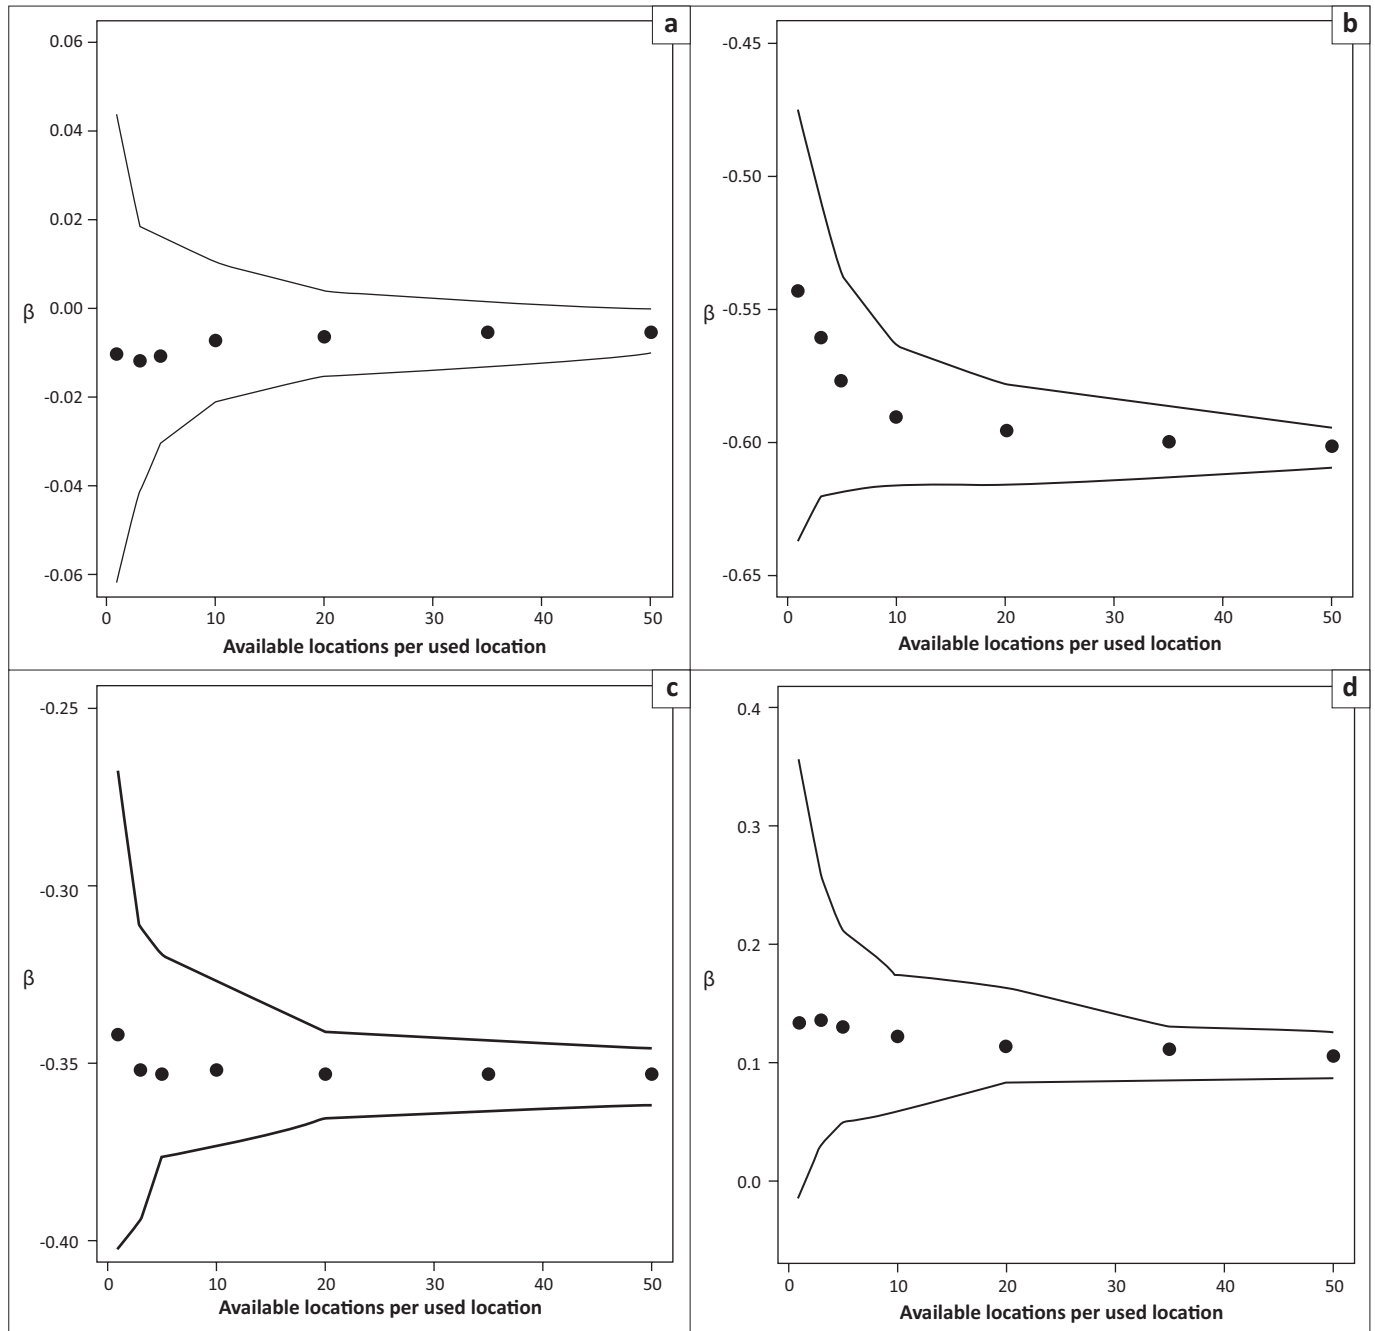 a
0.06
0.04
0.02
0.00
β
-0.02
-0.04
-0.06
0 10 20 30 40 50
Available locations per used location
b
-0.45
-0.50
β -0.55
-0.60
-0.65
0 10 20 30 40 50
Available locations per used location
c
-0.25
-0.30
β
-0.35
-0.40
0 10 20 30 40 50
Available locations per used location
d
0.4
0.3
0.2
β
0.1
0.0
0 10 20 30 40 50
Available locations per used location